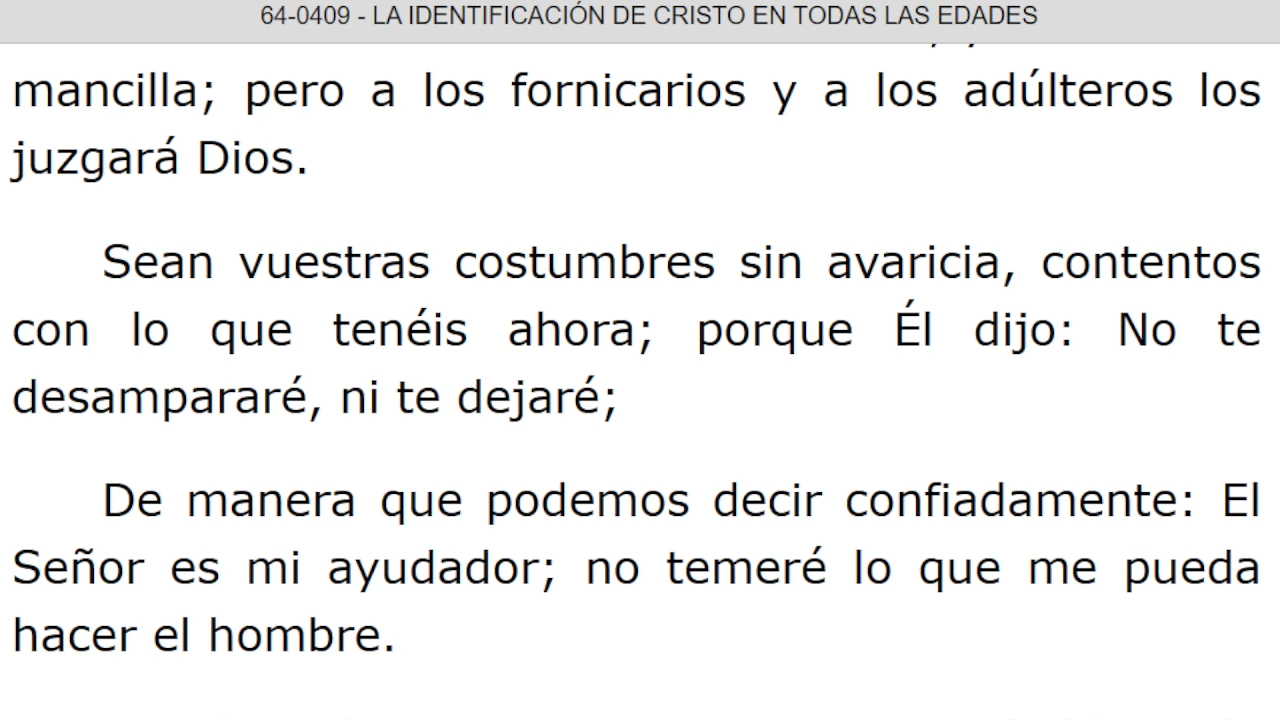 64-0409 - LA IDENTIFICACIÓN DE CRISTO EN TODAS LAS EDADES
mancilla; pero a los fornicarios y a los adúlteros los
juzgará Dios.
Sean vuestras costumbres sin avaricia, contentos
con lo que tenéis ahora; porque Él dijo: No te
desampararé, ni te dejaré;
De manera que podemos decir confiadamente: El
Señor es mi ayudador; no temeré lo que me pueda
hacer el hombre.